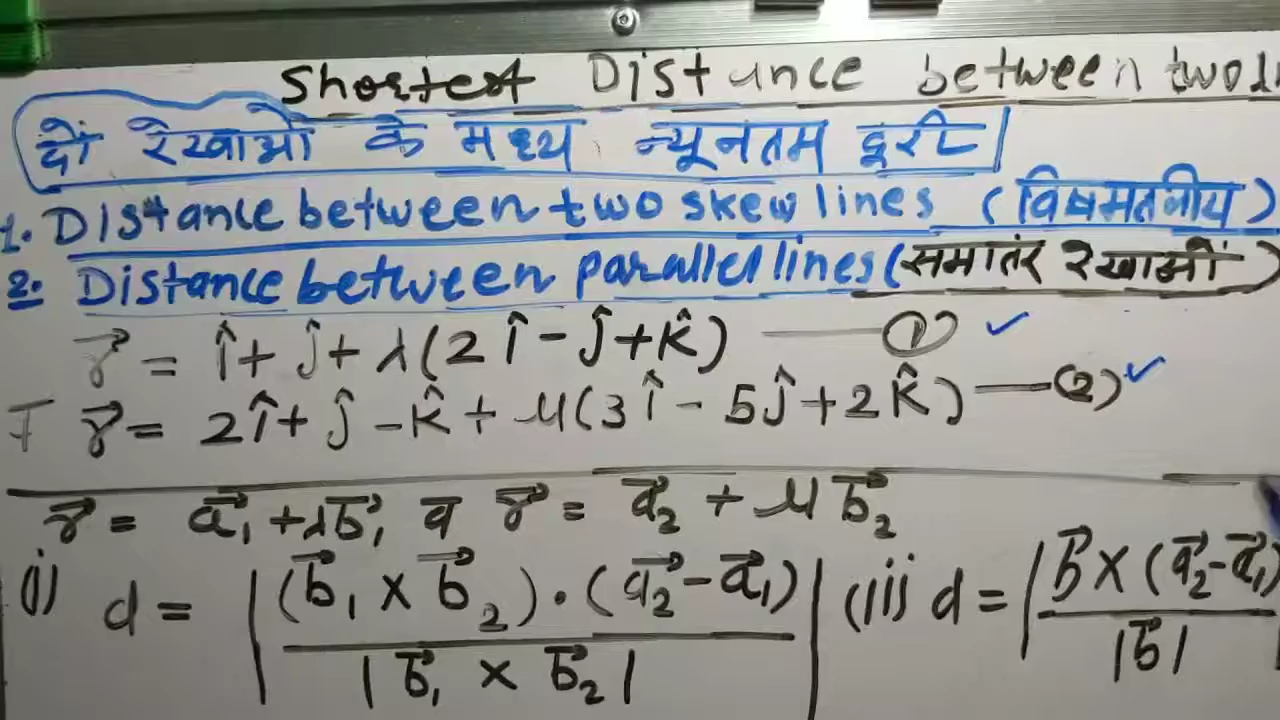 Shortest Distance between two
दो रेखाओं के मध्य न्यूनतम दूरी
1. Distance between two skew lines (विषमतलीय)
2. Distance between parallel lines (समातंर रेखाओं)
r⃗ = î + ĵ + λ(2î - ĵ + k̂) —— (1) ✓
r⃗ = 2î + ĵ - k̂ + μ(3î - 5ĵ + 2k̂) —— (2) ✓
r⃗ = a⃗₁ + λb⃗₁ व r⃗ = a⃗₂ + μb⃗₂
(i) d = |(b⃗₁ × b⃗₂)·(a⃗₂ - a⃗₁) / |b⃗₁ × b⃗₂|| (ii) d = |b⃗ × (a⃗₂ - a⃗₁) / |b⃗||